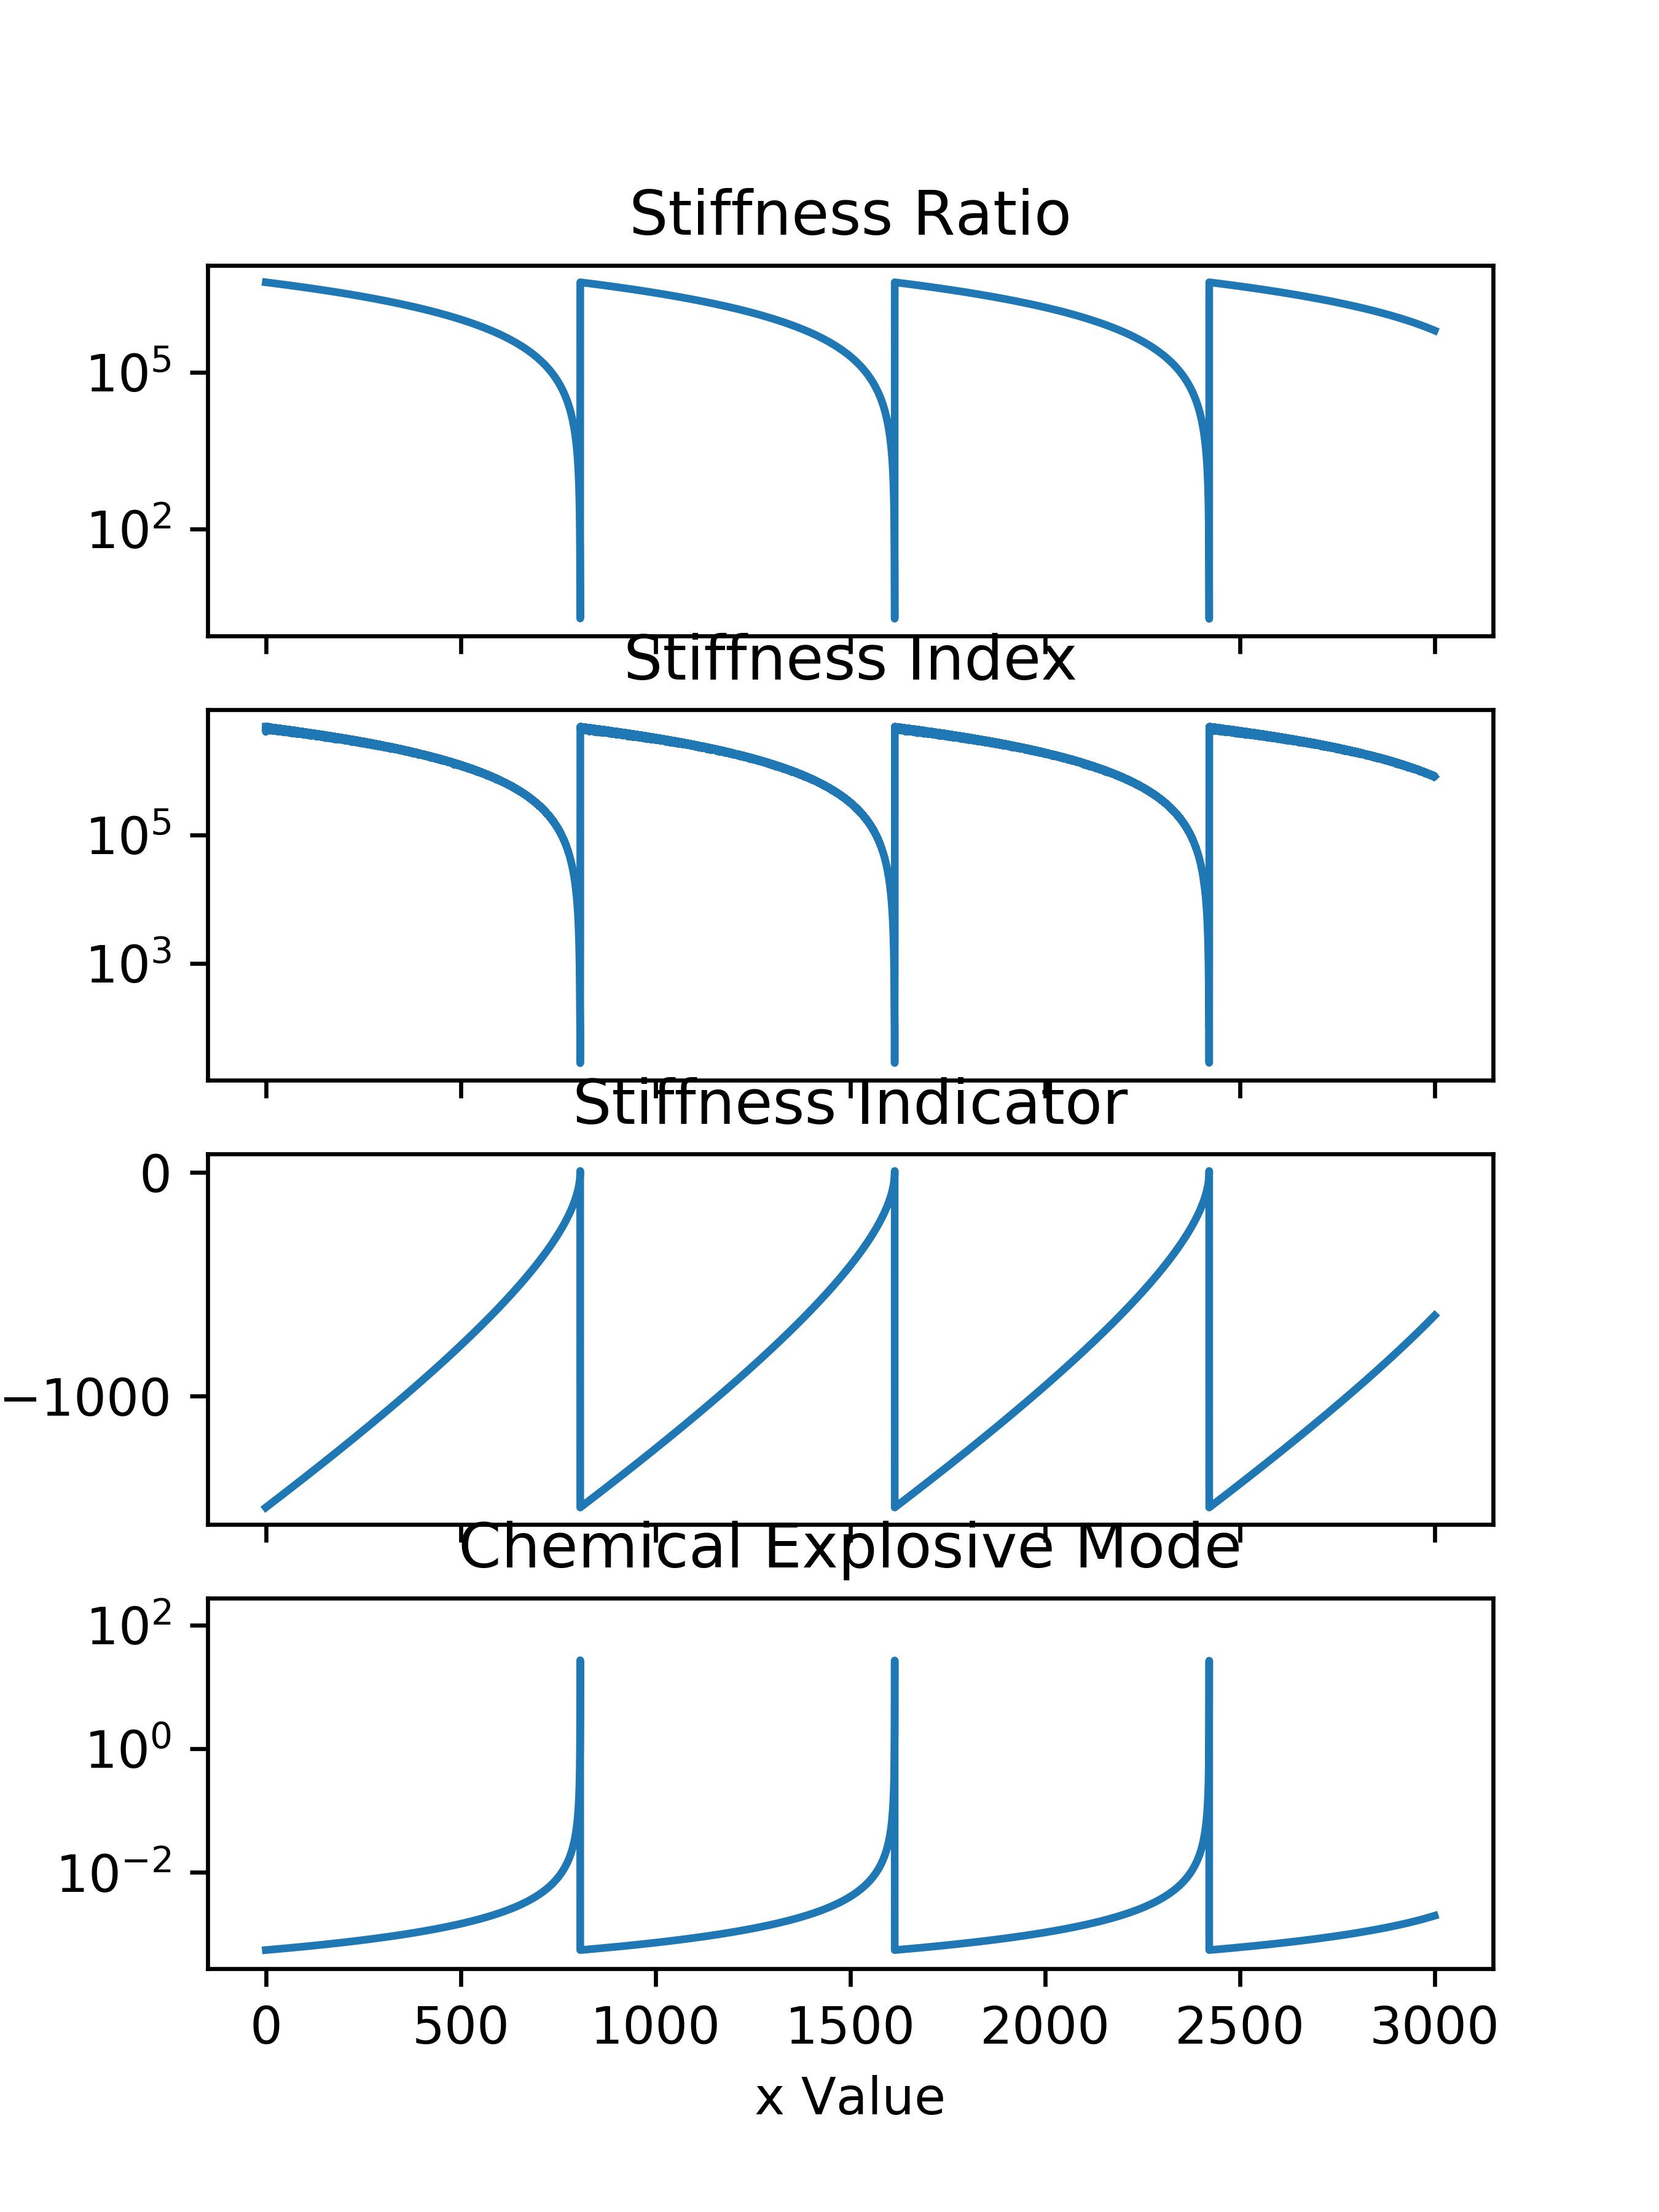 Stiffness Ratio
10⁵
10²
Stiffness Index
10⁵
10³
Stiffness Indicator
0
−1000
Chemical Explosive Mode
10²
10⁰
10⁻²
0 500 1000 1500 2000 2500 3000
x Value